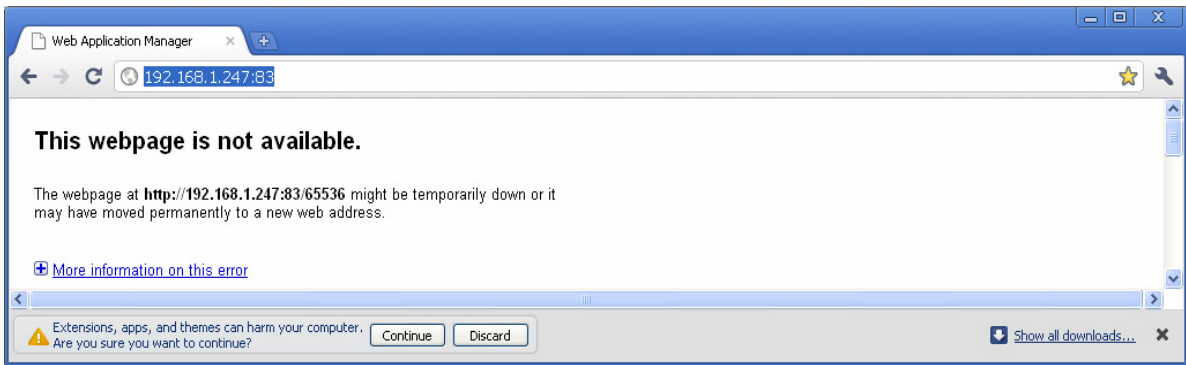 Web Application Manager
192.168.1.247:83
This webpage is not available.
The webpage at http://192.168.1.247:83/65536 might be temporarily down or it
may have moved permanently to a new web address.
More information on this error
Extensions, apps, and themes can harm your computer.
Are you sure you want to continue?
Continue
Discard
Show all downloads...